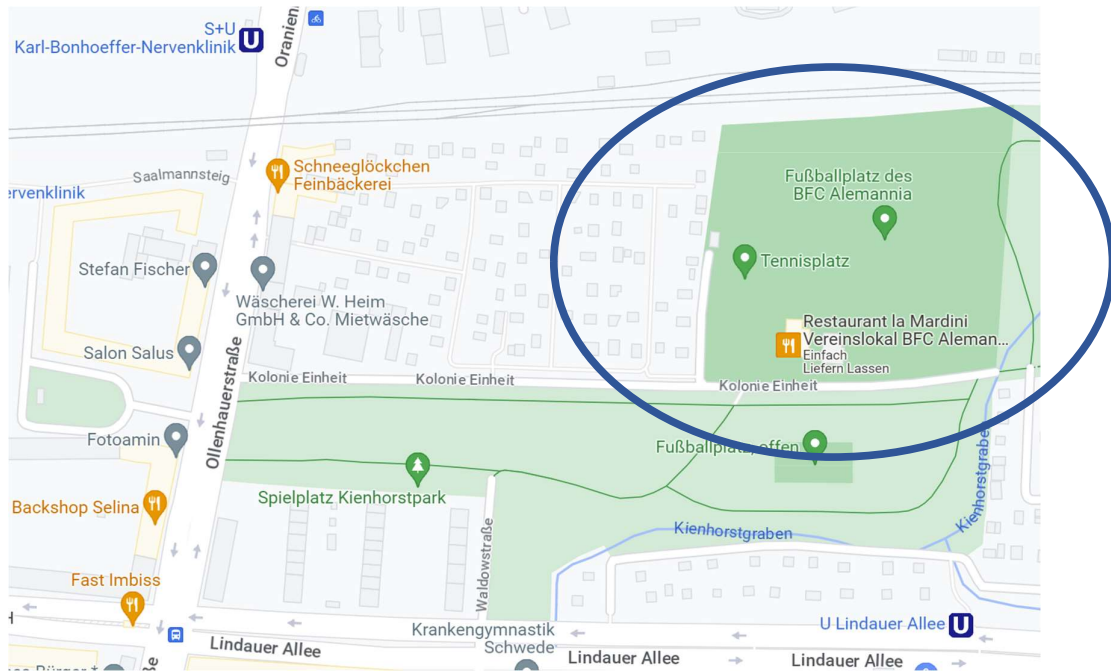 S+U
Karl-Bonhoeffer-Nervenklinik
U
Oranien
Saalmannsteig
Schneeglöckchen
Feinbäckerei
ervenklinik
Fußballplatz des
BFC Alemannia
Stefan Fischer
Tennisplatz
Wäscherei W. Heim
GmbH & Co. Mietwäsche
Restaurant la Mardini
Vereinslokal BFC Aleman...
Einfach
Liefern Lassen
Salon Salus
Kolonie Einheit
Kolonie Einheit
Kolonie Einheit
Ollenhauerstraße
Fotoamin
Fußballplatz, offen
Kienhorstgraben
Spielplatz Kienhorstpark
Backshop Selina
Kienhorstgraben
Waldowstraße
Fast Imbiss
U Lindauer Allee
U
Krankengymnastik
Schwede
Lindauer Allee
Lindauer Allee
Lindauer Allee